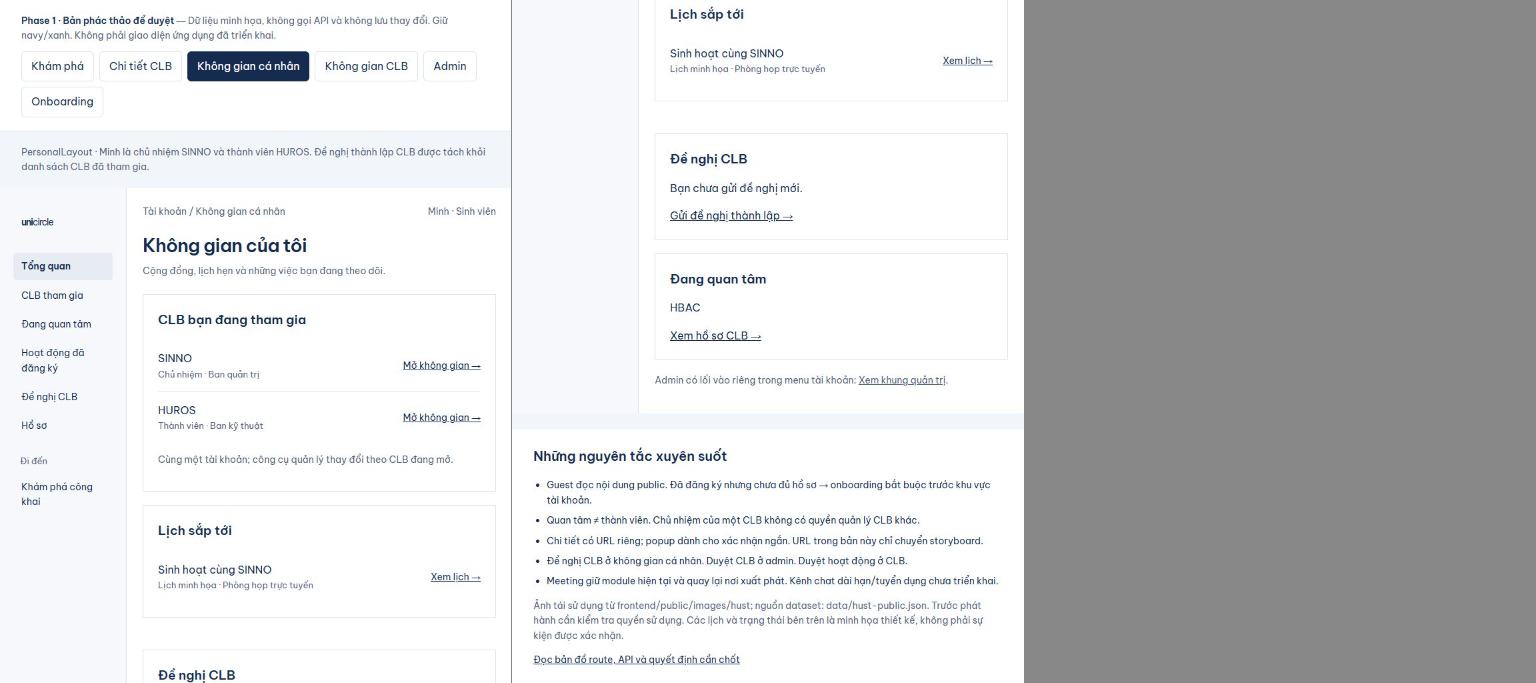 Phase 1 · Bản phác thảo để duyệt — Dữ liệu minh họa, không gọi API và không lưu thay đổi. Giữ
navy/xanh. Không phải giao diện ứng dụng đã triển khai.
Khám phá
Chi tiết CLB
Không gian cá nhân
Không gian CLB
Admin
Onboarding
PersonalLayout · Minh là chủ nhiệm SINNO và thành viên HUROS. Đề nghị thành lập CLB được tách khỏi
danh sách CLB đã tham gia.
unicircle
Tổng quan
CLB tham gia
Đang quan tâm
Hoạt động đã
đăng ký
Đề nghị CLB
Hồ sơ
Đi đến
Khám phá công
khai
Tài khoản / Không gian cá nhân
Minh · Sinh viên
Không gian của tôi
Cộng đồng, lịch hẹn và những việc bạn đang theo dõi.
CLB bạn đang tham gia
SINNO
Chủ nhiệm · Ban quản trị
Mở không gian →
HUROS
Thành viên · Ban kỹ thuật
Mở không gian →
Cùng một tài khoản; công cụ quản lý thay đổi theo CLB đang mở.
Lịch sắp tới
Sinh hoạt cùng SINNO
Lịch minh họa · Phòng họp trực tuyến
Xem lịch →
Đề nghị CLB
Lịch sắp tới
Sinh hoạt cùng SINNO
Lịch minh họa · Phòng họp trực tuyến
Xem lịch →
Đề nghị CLB
Bạn chưa gửi đề nghị mới.
Gửi đề nghị thành lập →
Đang quan tâm
HBAC
Xem hồ sơ CLB →
Admin có lối vào riêng trong menu tài khoản: Xem khung quản trị.
Những nguyên tắc xuyên suốt
• Guest đọc nội dung public. Đã đăng ký nhưng chưa đủ hồ sơ → onboarding bắt buộc trước khu vực
tài khoản.
• Quan tâm ≠ thành viên. Chủ nhiệm của một CLB không có quyền quản lý CLB khác.
• Chi tiết có URL riêng; popup dành cho xác nhận ngắn. URL trong bản này chỉ chuyển storyboard.
• Đề nghị CLB ở không gian cá nhân. Duyệt CLB ở admin. Duyệt hoạt động ở CLB.
• Meeting giữ module hiện tại và quay lại nơi xuất phát. Kênh chat dài hạn/tuyển dụng chưa triển khai.
Ảnh tái sử dụng từ frontend/public/images/hust; nguồn dataset: data/hust-public.json. Trước phát
hành cần kiểm tra quyền sử dụng. Các lịch và trạng thái bên trên là minh họa thiết kế, không phải sự
kiện được xác nhận.
Đọc bản đồ route, API và quyết định cần chốt